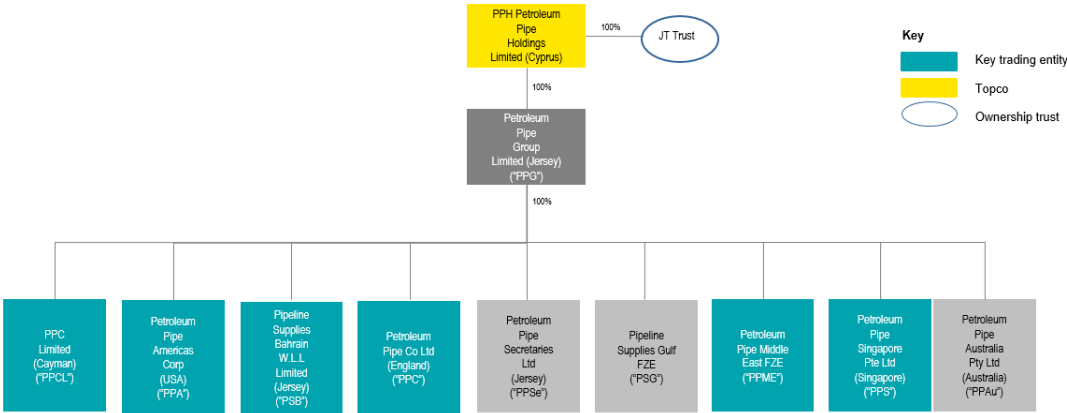 PPH Petroleum
Pipe
Holdings
Limited (Cyprus)
100%
JT Trust
Key
Key trading entity
Topco
Ownership trust
100%
Petroleum
Pipe
Group
Limited (Jersey)
("PPG")
100%
PPC
Limited
(Cayman)
("PPCL")
Petroleum
Pipe
Americas
Corp
(USA)
("PPA")
Pipeline
Supplies
Bahrain
W.L.L
Limited
(Jersey)
("PSB")
Petroleum
Pipe Co Ltd
(England)
("PPC")
Petroleum
Pipe
Secretaries
Ltd
(Jersey)
"PPSe")
Pipeline
Supplies Gulf
FZE
("PSG")
Petroleum
Pipe Middle
East FZE
("PPME")
Petroleum
Pipe
Singapore
Pte Ltd
(Singapore)
("PPS")
Petroleum
Pipe
Australia
Pty Ltd
(Australia)
("PPAu")